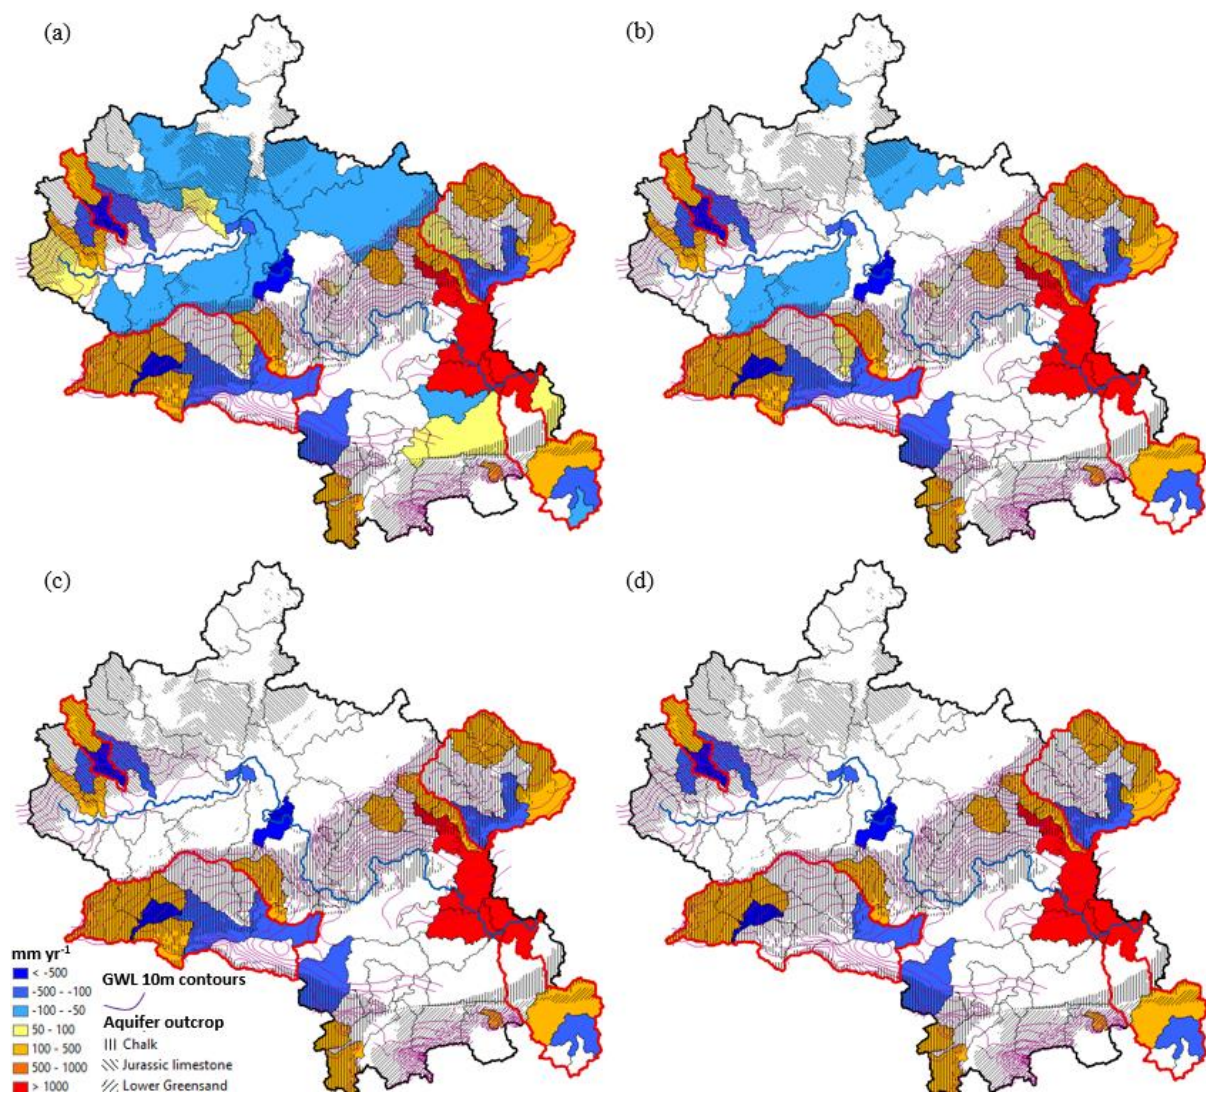 (a)
(b)
(c)
(d)
mm yr⁻¹
< -500
-500 - -100
-100 - -50
50 - 100
100 - 500
500 - 1000
> 1000
GWL 10m contours
Aquifer outcrop
Chalk
Jurassic limestone
Lower Greensand